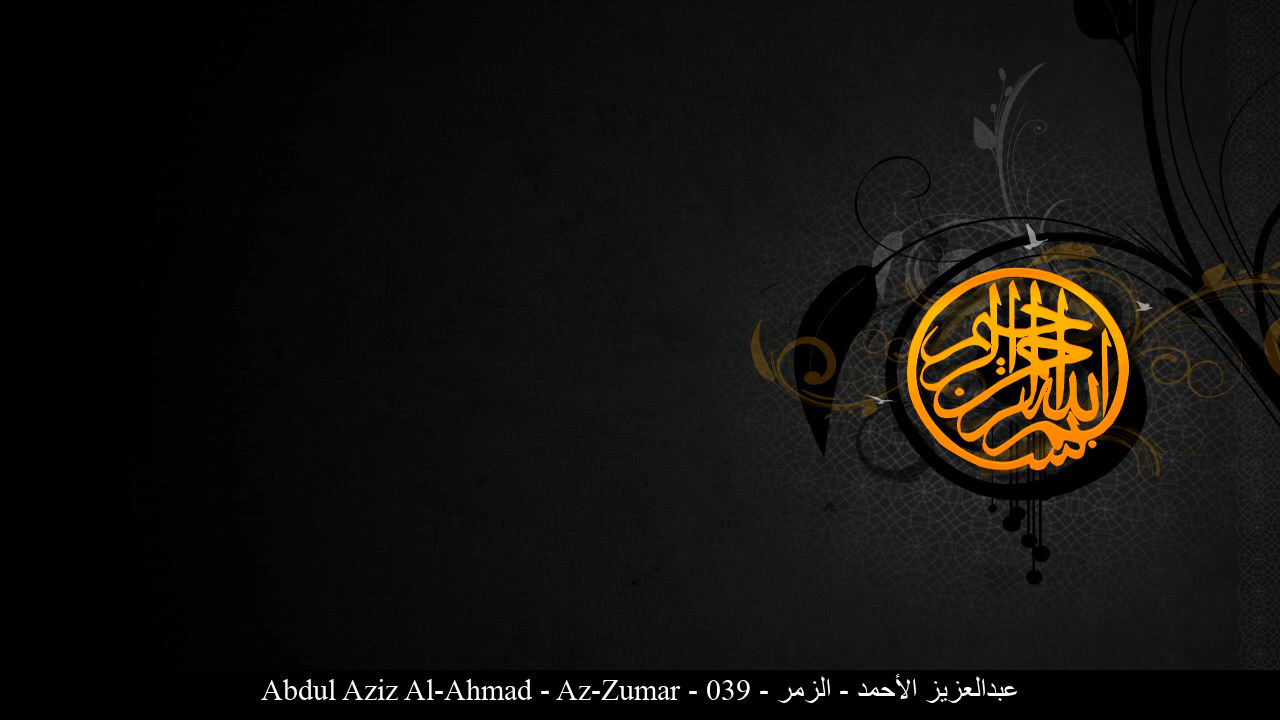 بسم الله الرحمن الرحيم
Abdul Aziz Al-Ahmad - Az-Zumar - 039 - عبدالعزيز الأحمد - الزمر